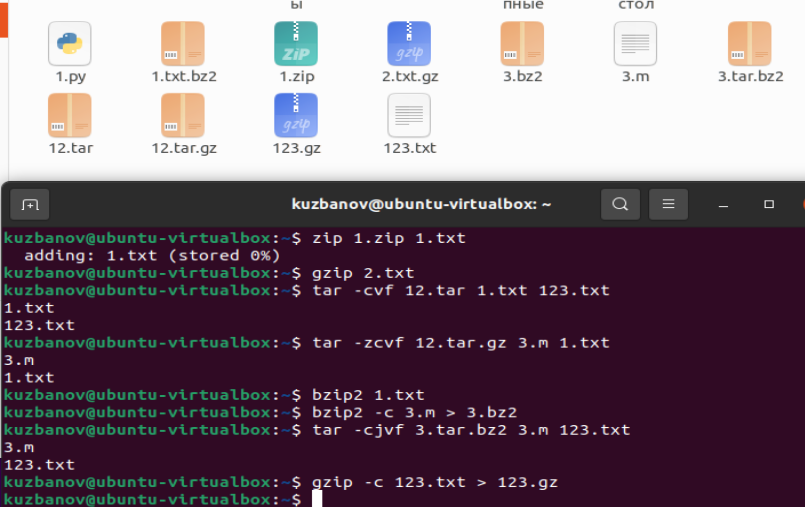 ы пные стол
1.py 1.txt.bz2 1.zip 2.txt.gz 3.bz2 3.m 3.tar.bz2
12.tar 12.tar.gz 123.gz 123.txt
kuzbanov@ubuntu-virtualbox: ~
kuzbanov@ubuntu-virtualbox:~$ zip 1.zip 1.txt
  adding: 1.txt (stored 0%)
kuzbanov@ubuntu-virtualbox:~$ gzip 2.txt
kuzbanov@ubuntu-virtualbox:~$ tar -cvf 12.tar 1.txt 123.txt
1.txt
123.txt
kuzbanov@ubuntu-virtualbox:~$ tar -zcvf 12.tar.gz 3.m 1.txt
3.m
1.txt
kuzbanov@ubuntu-virtualbox:~$ bzip2 1.txt
kuzbanov@ubuntu-virtualbox:~$ bzip2 -c 3.m > 3.bz2
kuzbanov@ubuntu-virtualbox:~$ tar -cjvf 3.tar.bz2 3.m 123.txt
3.m
123.txt
kuzbanov@ubuntu-virtualbox:~$ gzip -c 123.txt > 123.gz
kuzbanov@ubuntu-virtualbox:~$